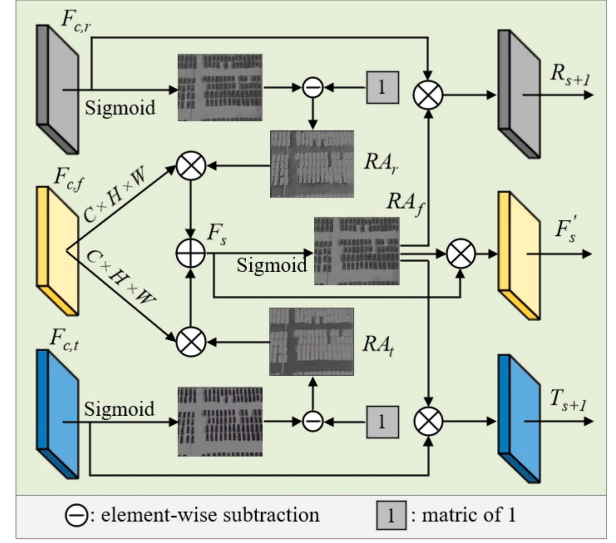 F_{c,r}
R_{s+1}
Sigmoid
1
RA_r
F_{c,f}
C×H×W
RA_f
F_s
F_s'
Sigmoid
C×H×W
F_{c,t}
RA_t
Sigmoid
1
T_{s+1}
: element-wise subtraction
1 : matric of 1